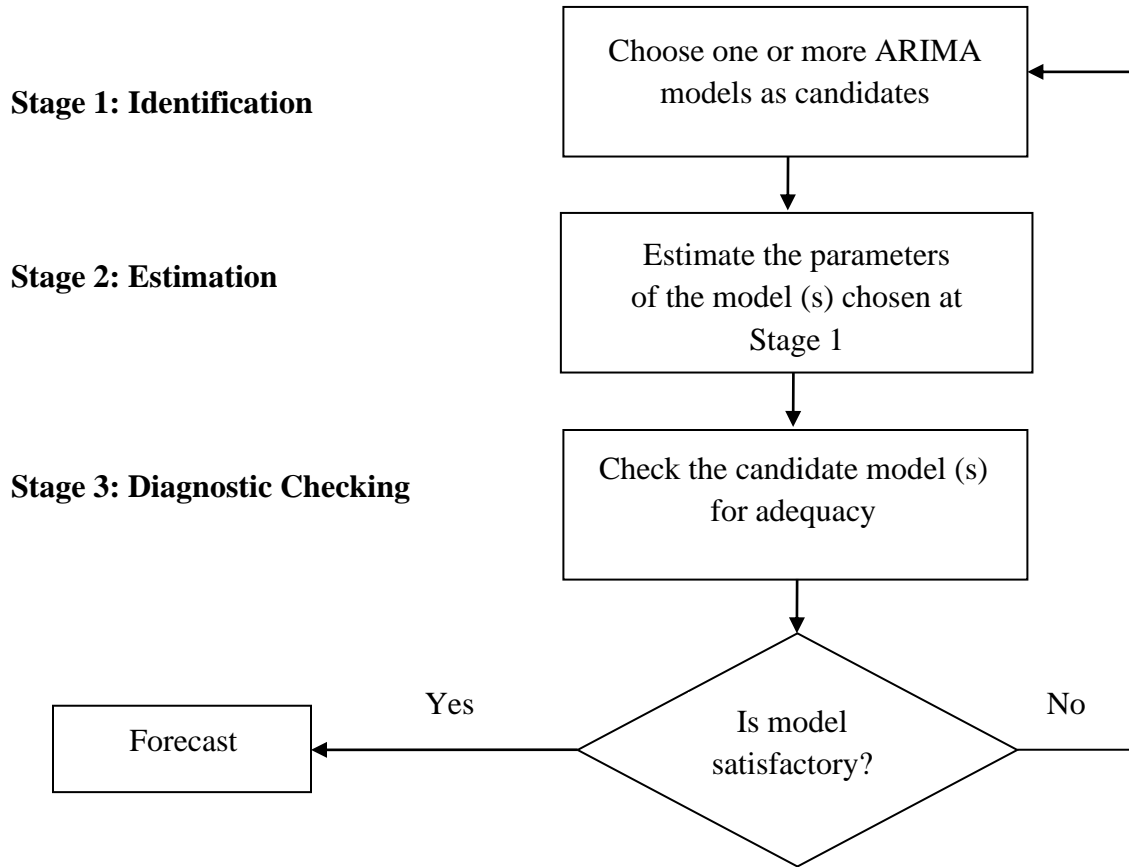 Stage 1: Identification
Choose one or more ARIMA
models as candidates
Stage 2: Estimation
Estimate the parameters
of the model (s) chosen at
Stage 1
Stage 3: Diagnostic Checking
Check the candidate model (s)
for adequacy
Yes
No
Forecast
Is model
satisfactory?